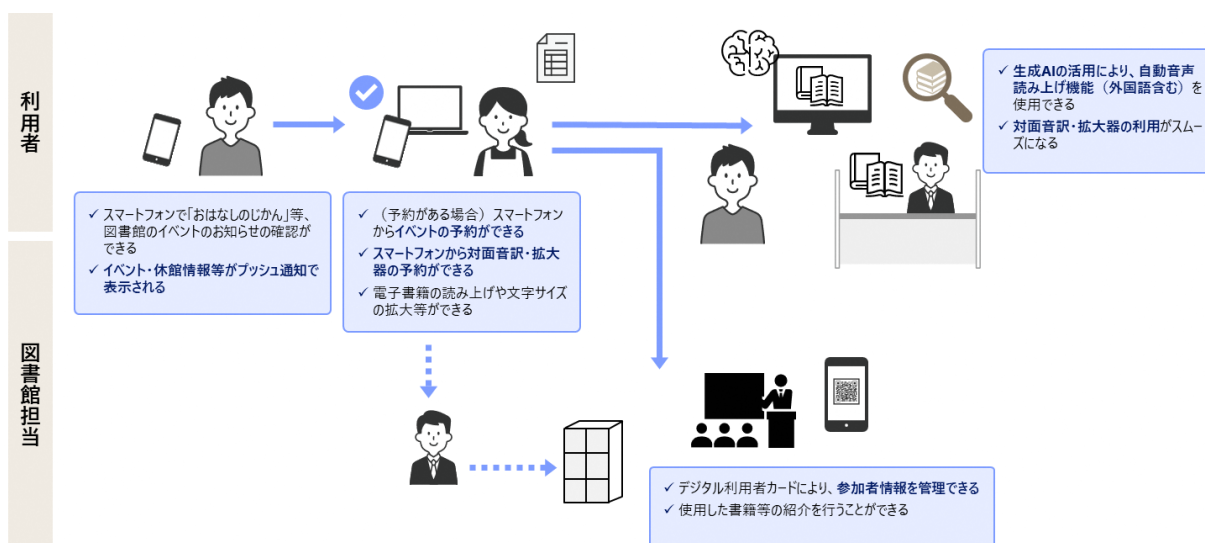 利用者
✓ スマートフォンで「おはなしのじかん」等、
図書館のイベントのお知らせの確認が
できる
✓ イベント・休館情報等がプッシュ通知で
表示される
✓ （予約がある場合）スマートフォン
からイベントの予約ができる
✓ スマートフォンから対面音訳・拡大
器の予約ができる
✓ 電子書籍の読み上げや文字サイズ
の拡大等ができる
✓ 生成AIの活用により、自動音声
読み上げ機能（外国語含む）を
使用できる
✓ 対面音訳・拡大器の利用がスムー
ズになる
図書館担当
✓ デジタル利用者カードにより、参加者情報を管理できる
✓ 使用した書籍等の紹介を行うことができる